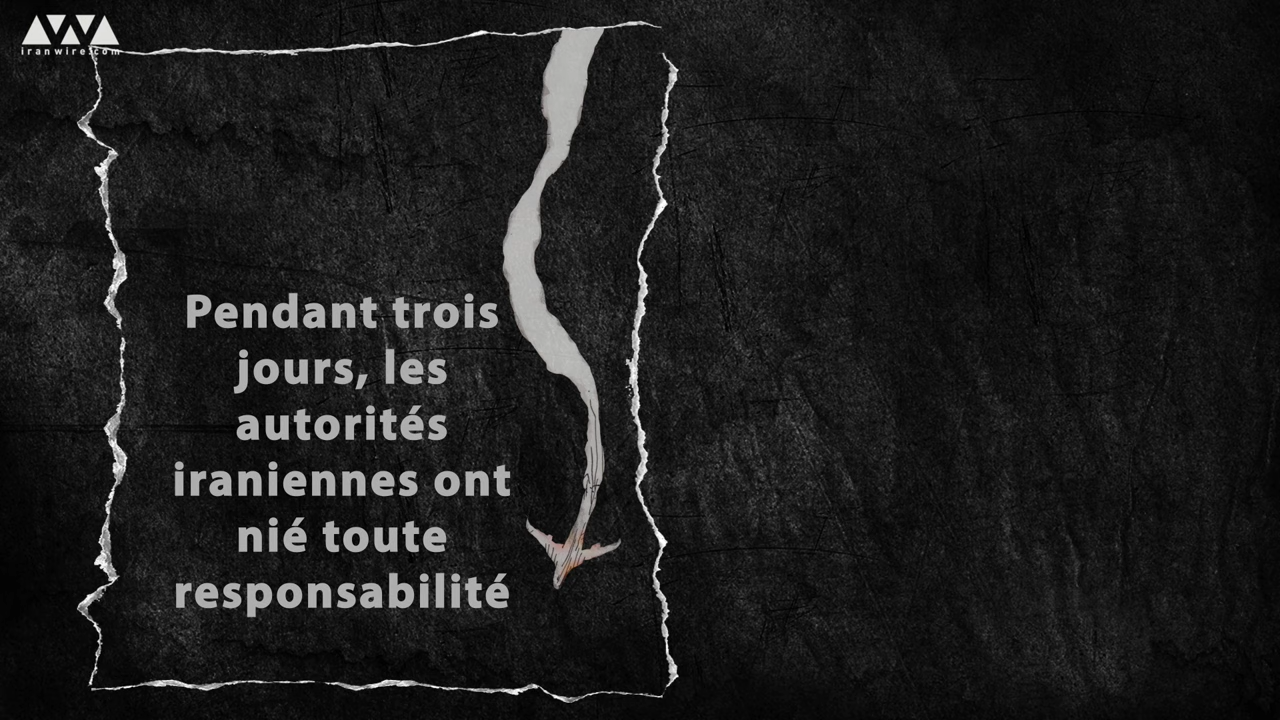 iranwire.com
Pendant trois
jours, les
autorités
iraniennes ont
nié toute
responsabilité